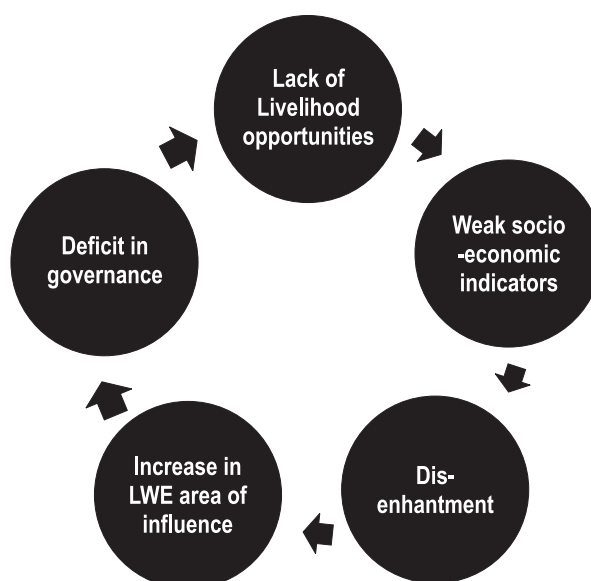 Lack of
Livelihood
opportunities
Weak socio
-economic
indicators
Dis-
enhantment
Increase in
LWE area of
influence
Deficit in
governance